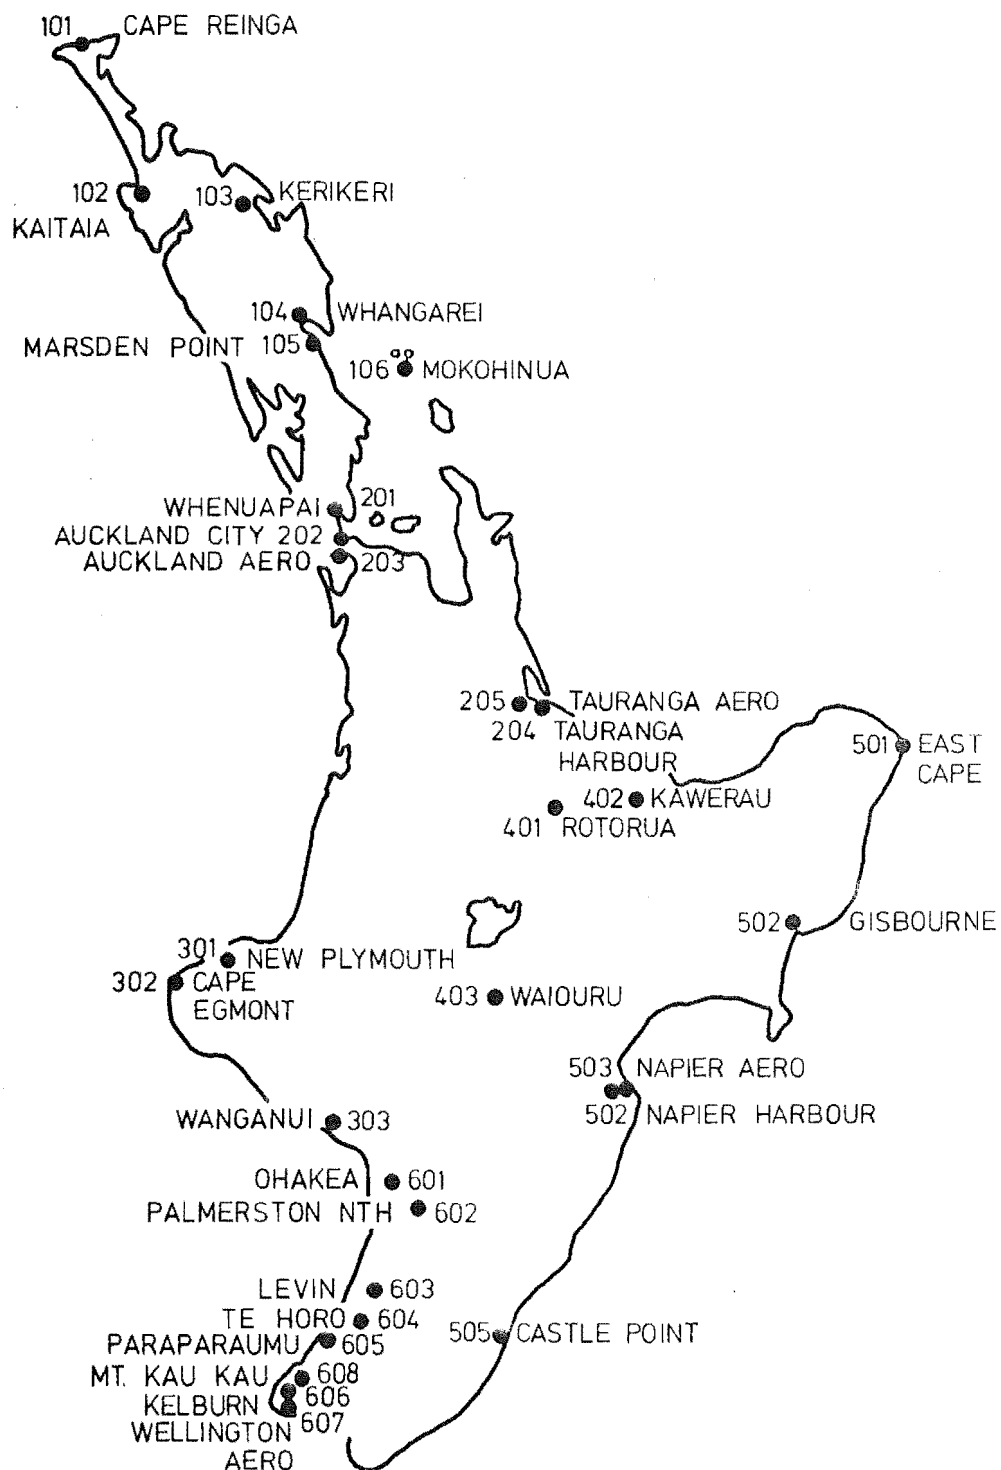 101 CAPE REINGA
102
KAITAIA
103 KERIKERI
104 WHANGAREI
MARSDEN POINT 105
106 MOKOHINUA
WHENUAPAI 201
AUCKLAND CITY 202
AUCKLAND AERO 203
205 TAURANGA AERO
204 TAURANGA
HARBOUR
501 EAST
CAPE
402 KAWERAU
401 ROTORUA
502 GISBOURNE
301 NEW PLYMOUTH
302 CAPE
EGMONT
403 WAIOURU
503 NAPIER AERO
502 NAPIER HARBOUR
WANGANUI 303
OHAKEA 601
PALMERSTON NTH 602
LEVIN 603
TE HORO 604
PARAPARAUMU 605
505 CASTLE POINT
MT. KAU KAU 608
KELBURN 606
WELLINGTON 607
AERO